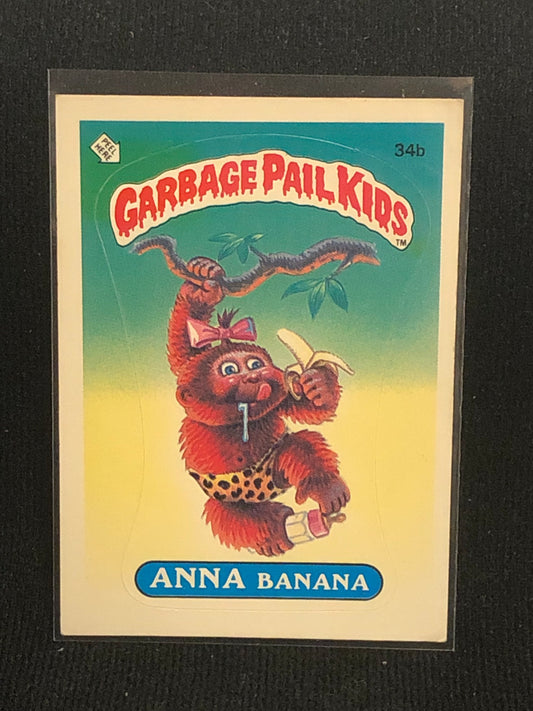 PEEL HERE
34b
GARBAGE PAIL KIDS
TM
ANNA BANANA